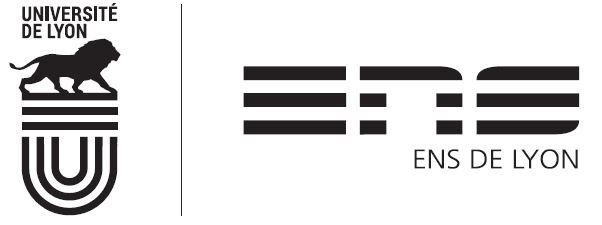 UNIVERSITÉ
DE LYON
U
ens
ENS DE LYON